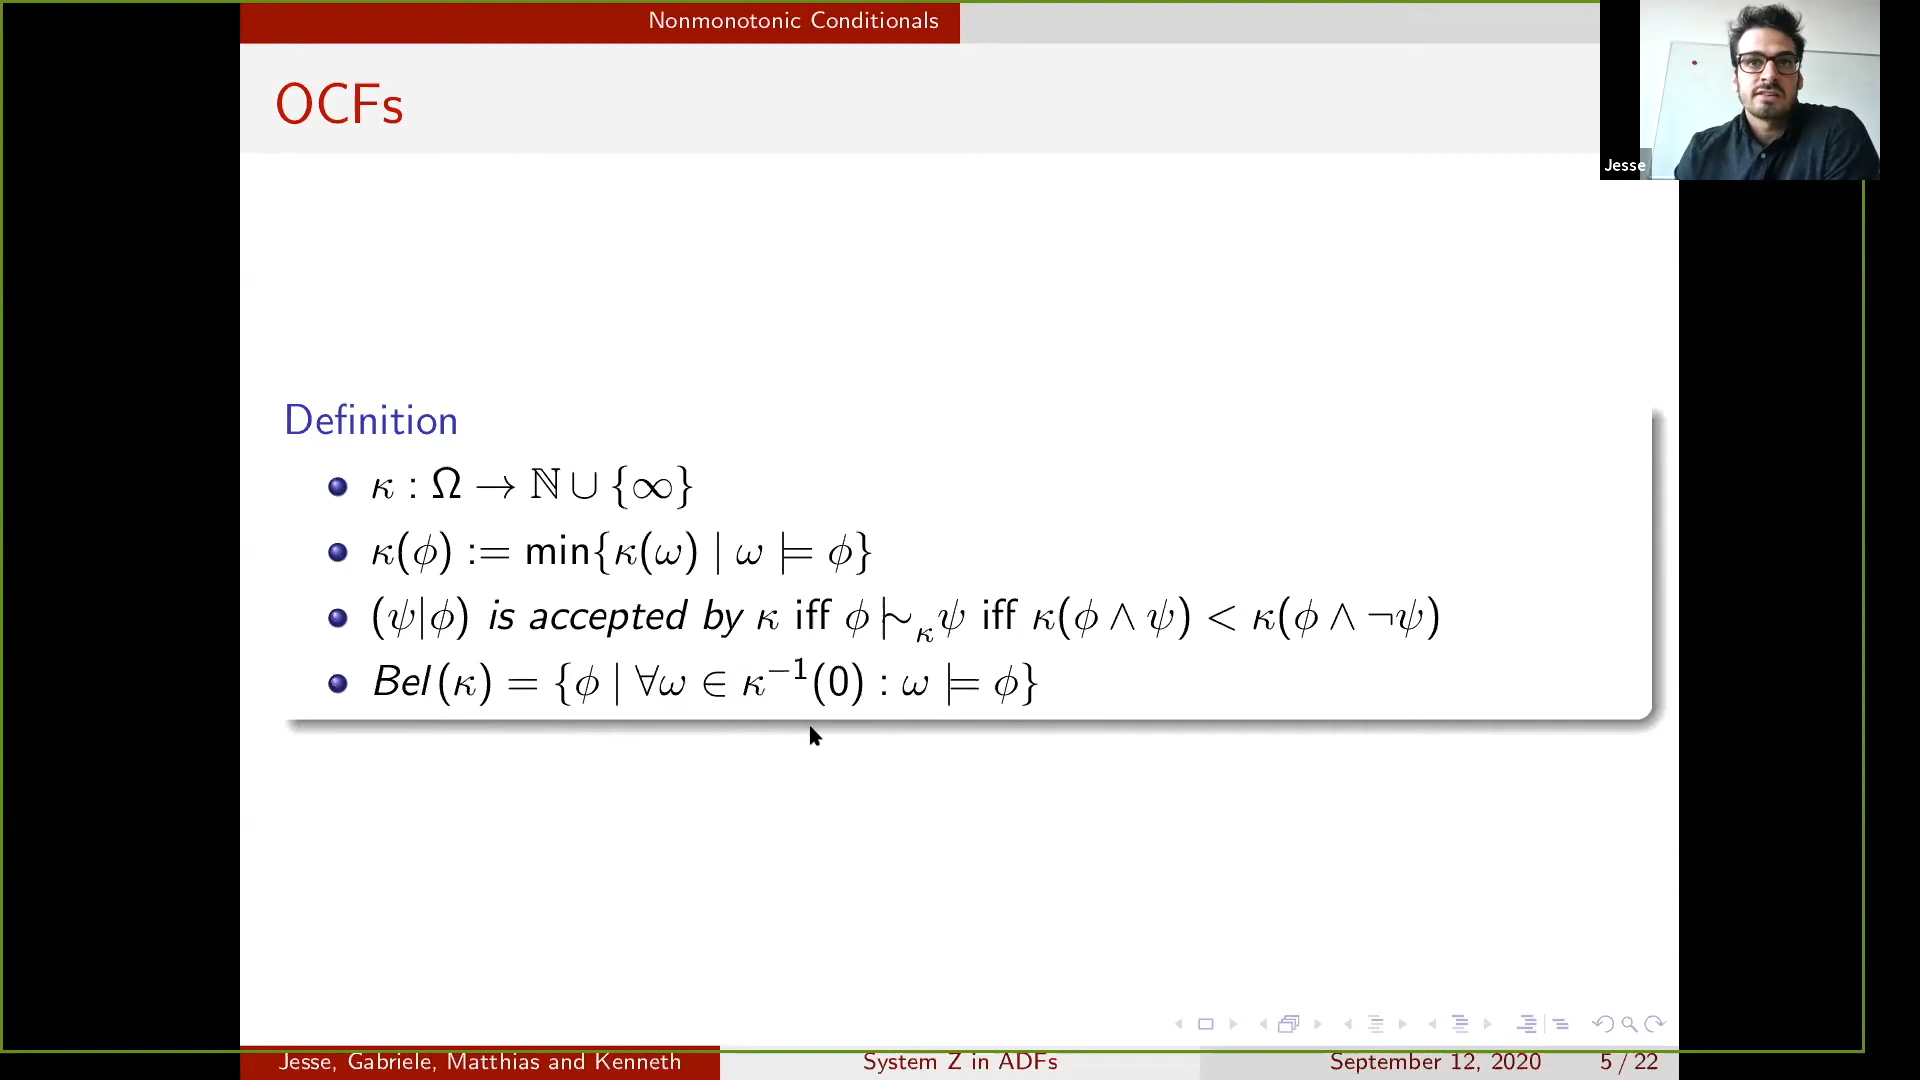 Nonmonotonic Conditionals
OCFs
Jesse
Definition
κ : Ω → ℕ ∪ {∞}
κ(ϕ) := min{κ(ω) | ω ⊨ ϕ}
(ψ|ϕ) is accepted by κ iff ϕ |∼κ ψ iff κ(ϕ ∧ ψ) < κ(ϕ ∧ ¬ψ)
Bel(κ) = {ϕ | ∀ω ∈ κ⁻¹(0) : ω ⊨ ϕ}
Jesse, Gabriele, Matthias and Kenneth System Z in ADFs September 12, 2020 5 / 22